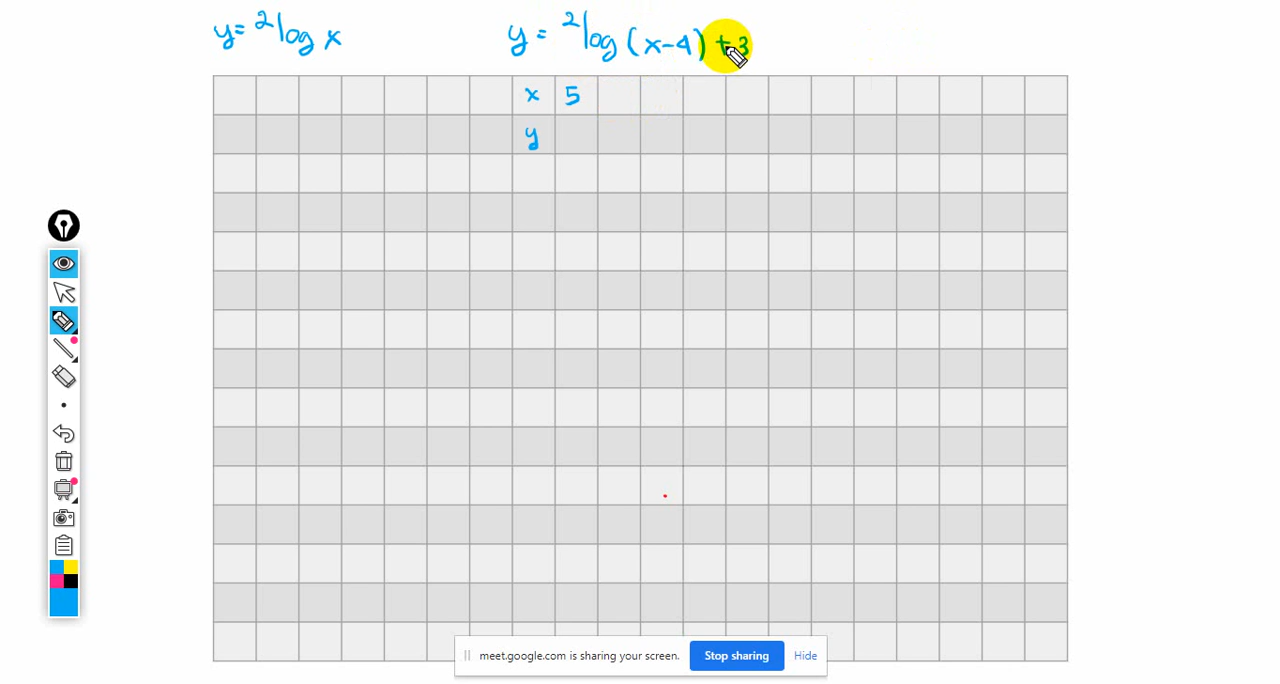 y = ²log x
y = ²log (x-4) + 3
x 5
y
meet.google.com is sharing your screen. Stop sharing Hide